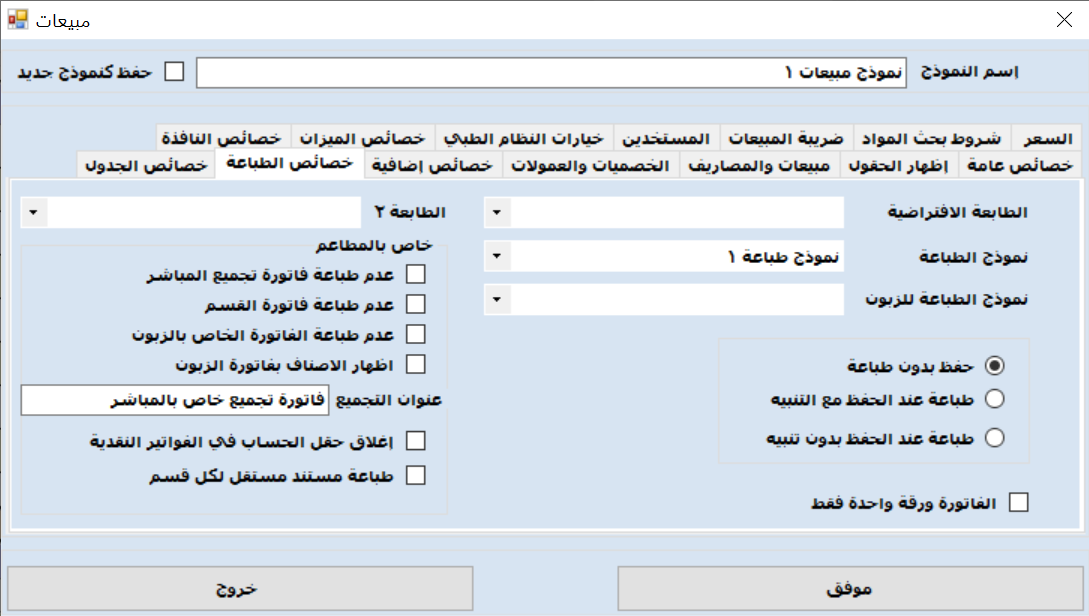 مبيعات
إسم النموذج نموذج مبيعات ١ حفظ كنموذج جديد
السعر شروط بحث المواد ضريبة المبيعات المستخدين خيارات النظام الطبي خصائص الميزان خصائص النافذة
خصائص عامة إظهار الحقول مبيعات والمصاريف الخصميات والعمولات خصائص إضافية خصائص الطباعة خصائص الجدول
الطابعة الافتراضية
نموذج الطباعة نموذج طباعة ١
نموذج الطباعة للزبون
حفظ بدون طباعة
طباعة عند الحفظ مع التنبيه
طباعة عند الحفظ بدون تنبيه
الفاتورة ورقة واحدة فقط
الطابعة ٢
خاص بالمطاعم
عدم طباعة فاتورة تجميع المباشر
عدم طباعة فاتورة القسم
عدم طباعة الفاتورة الخاص بالزبون
اظهار الاصناف بفاتورة الزبون
عنوان التجميع فاتورة تجميع خاص بالمباشر
إغلاق حقل الحساب في الفواتير النقدية
طباعة مستند مستقل لكل قسم
موفق خروج